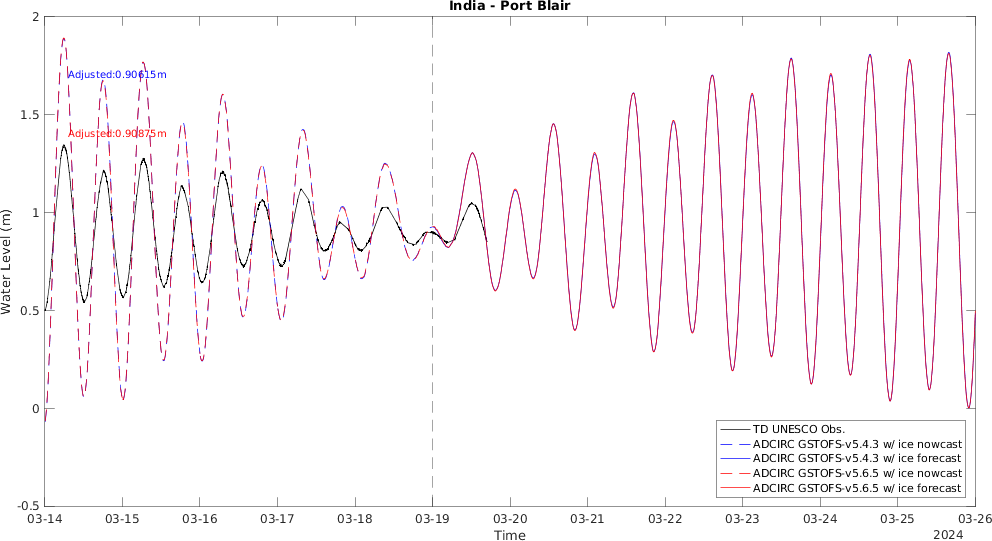 India - Port Blair
2
1.5
1
0.5
0
-0.5
Water Level (m)
Adjusted:0.90615m
Adjusted:0.90875m
TD UNESCO Obs.
ADCIRC GSTOFS-v5.4.3 w/ ice nowcast
ADCIRC GSTOFS-v5.4.3 w/ ice forecast
ADCIRC GSTOFS-v5.6.5 w/ ice nowcast
ADCIRC GSTOFS-v5.6.5 w/ ice forecast
03-14 03-15 03-16 03-17 03-18 03-19 03-20 03-21 03-22 03-23 03-24 03-25 03-26
Time
2024